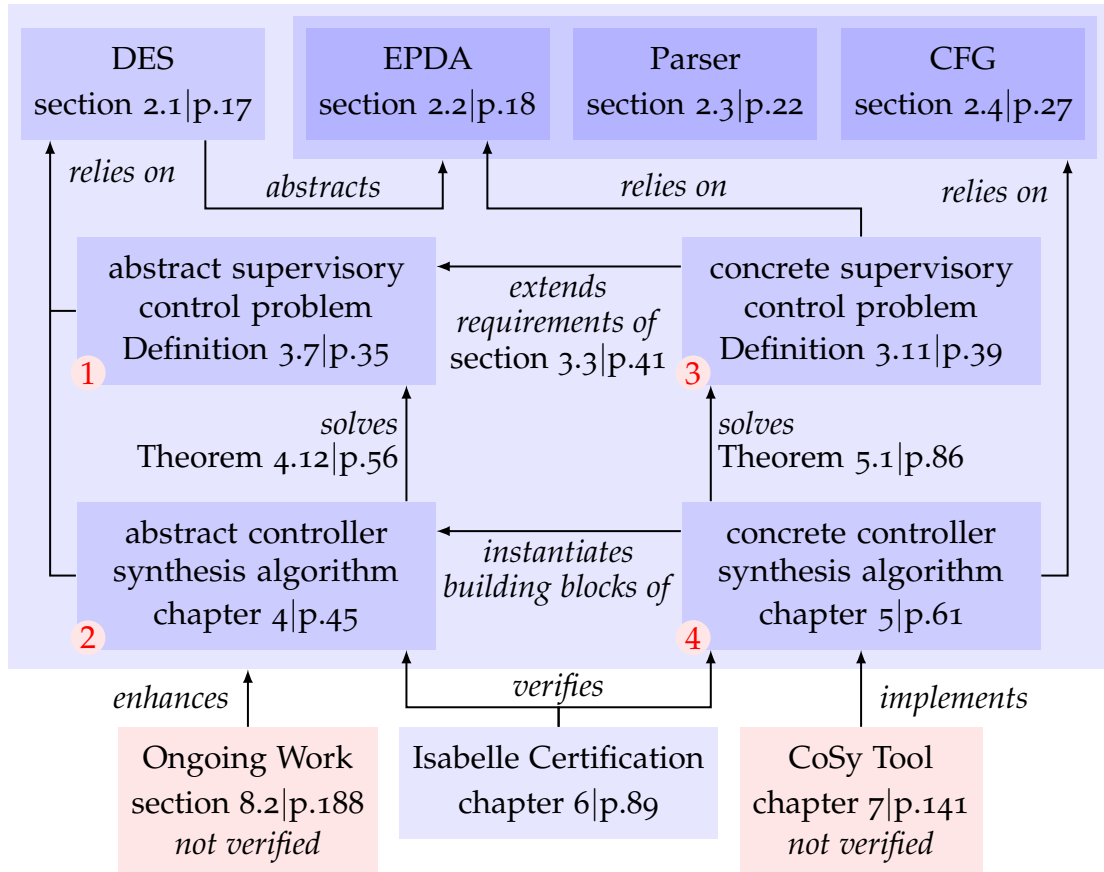 DES
section 2.1|p.17
EPDA
section 2.2|p.18
Parser
section 2.3|p.22
CFG
section 2.4|p.27
relies on
abstracts
relies on
relies on
abstract supervisory
control problem
Definition 3.7|p.35
1
extends
requirements of
section 3.3|p.41
concrete supervisory
control problem
Definition 3.11|p.39
3
solves
Theorem 4.12|p.56
solves
Theorem 5.1|p.86
abstract controller
synthesis algorithm
chapter 4|p.45
2
instantiates
building blocks of
concrete controller
synthesis algorithm
chapter 5|p.61
4
enhances
verifies
implements
Ongoing Work
section 8.2|p.188
not verified
Isabelle Certification
chapter 6|p.89
CoSy Tool
chapter 7|p.141
not verified